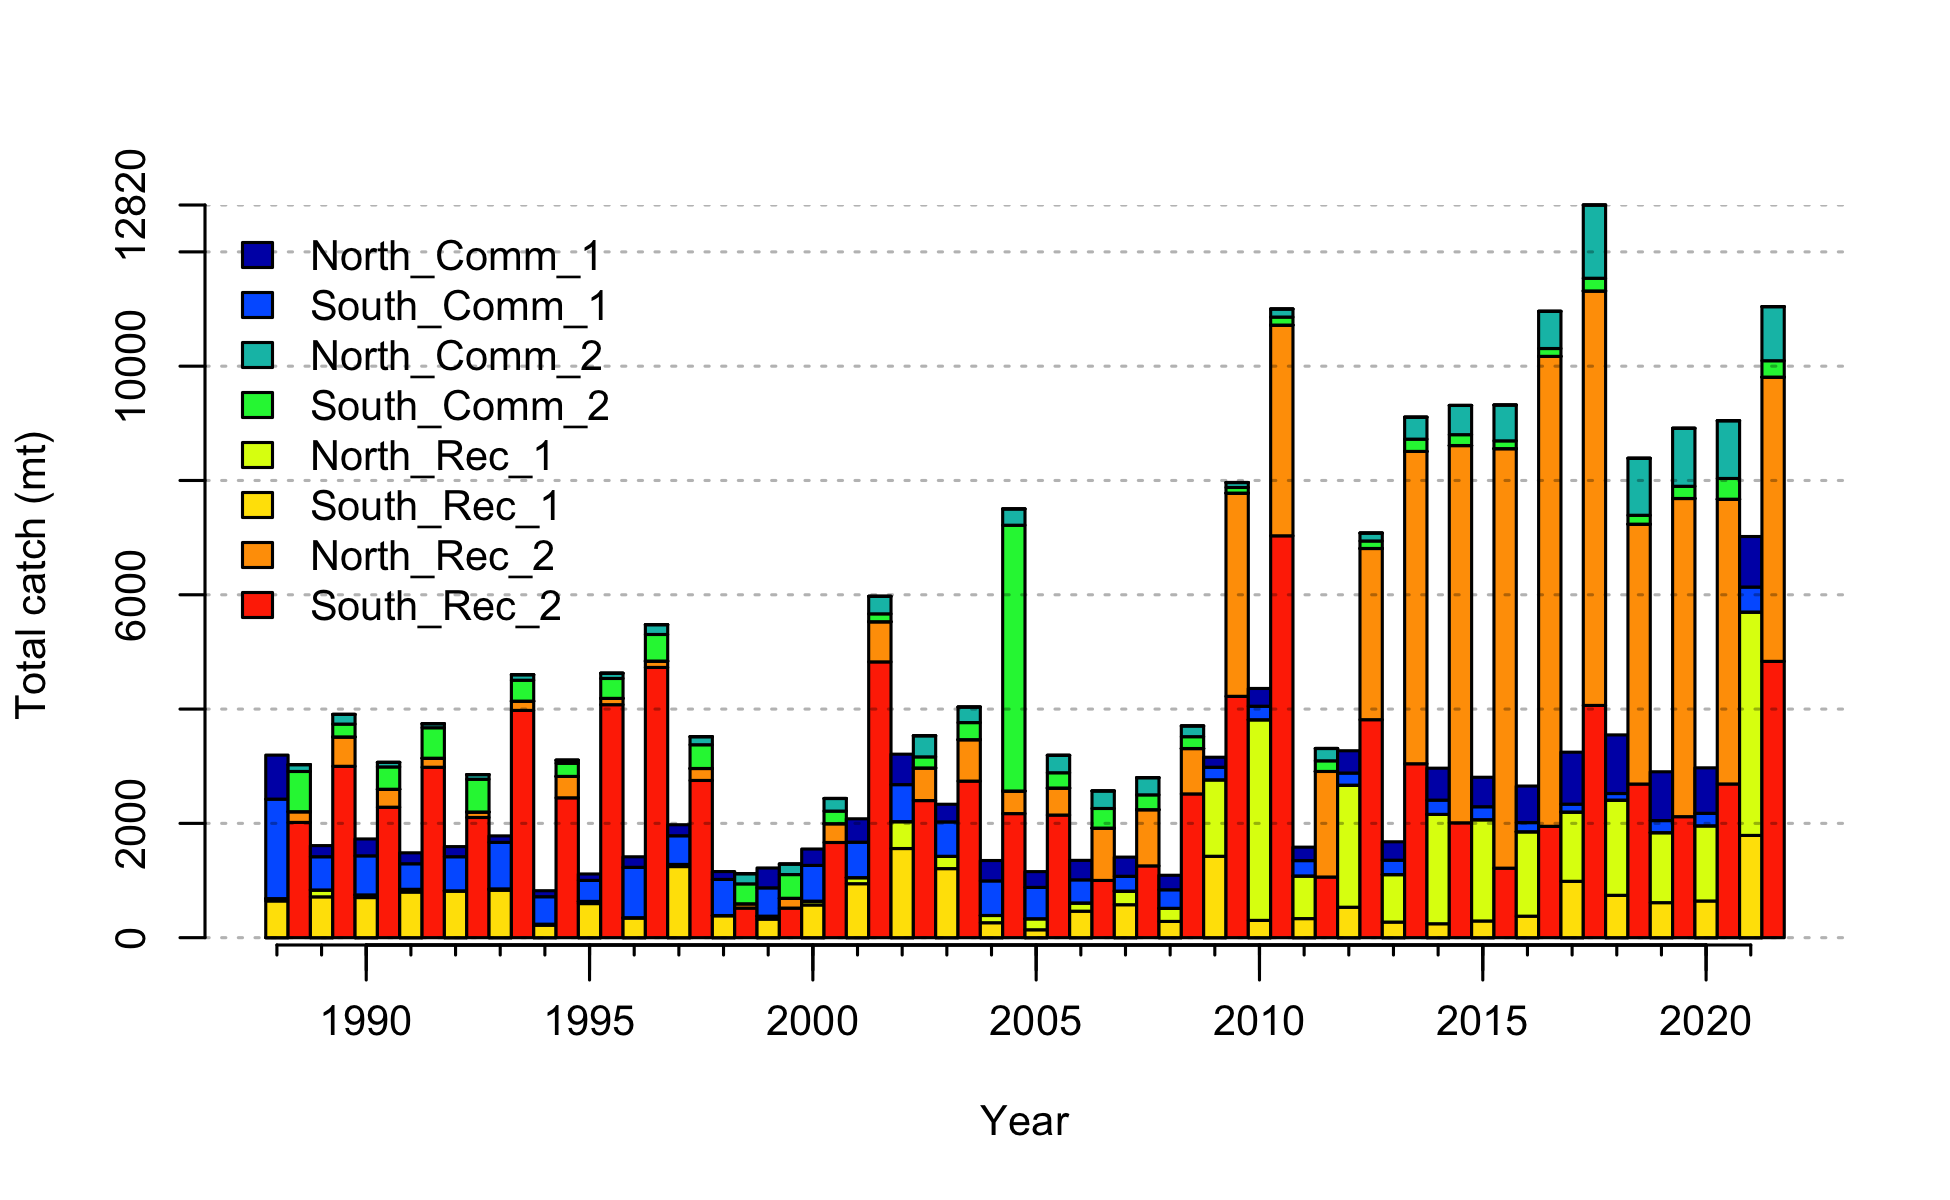 Total catch (mt)
12820
10000
6000
2000
0
North_Comm_1
South_Comm_1
North_Comm_2
South_Comm_2
North_Rec_1
South_Rec_1
North_Rec_2
South_Rec_2
1990 1995 2000 2005 2010 2015 2020
Year